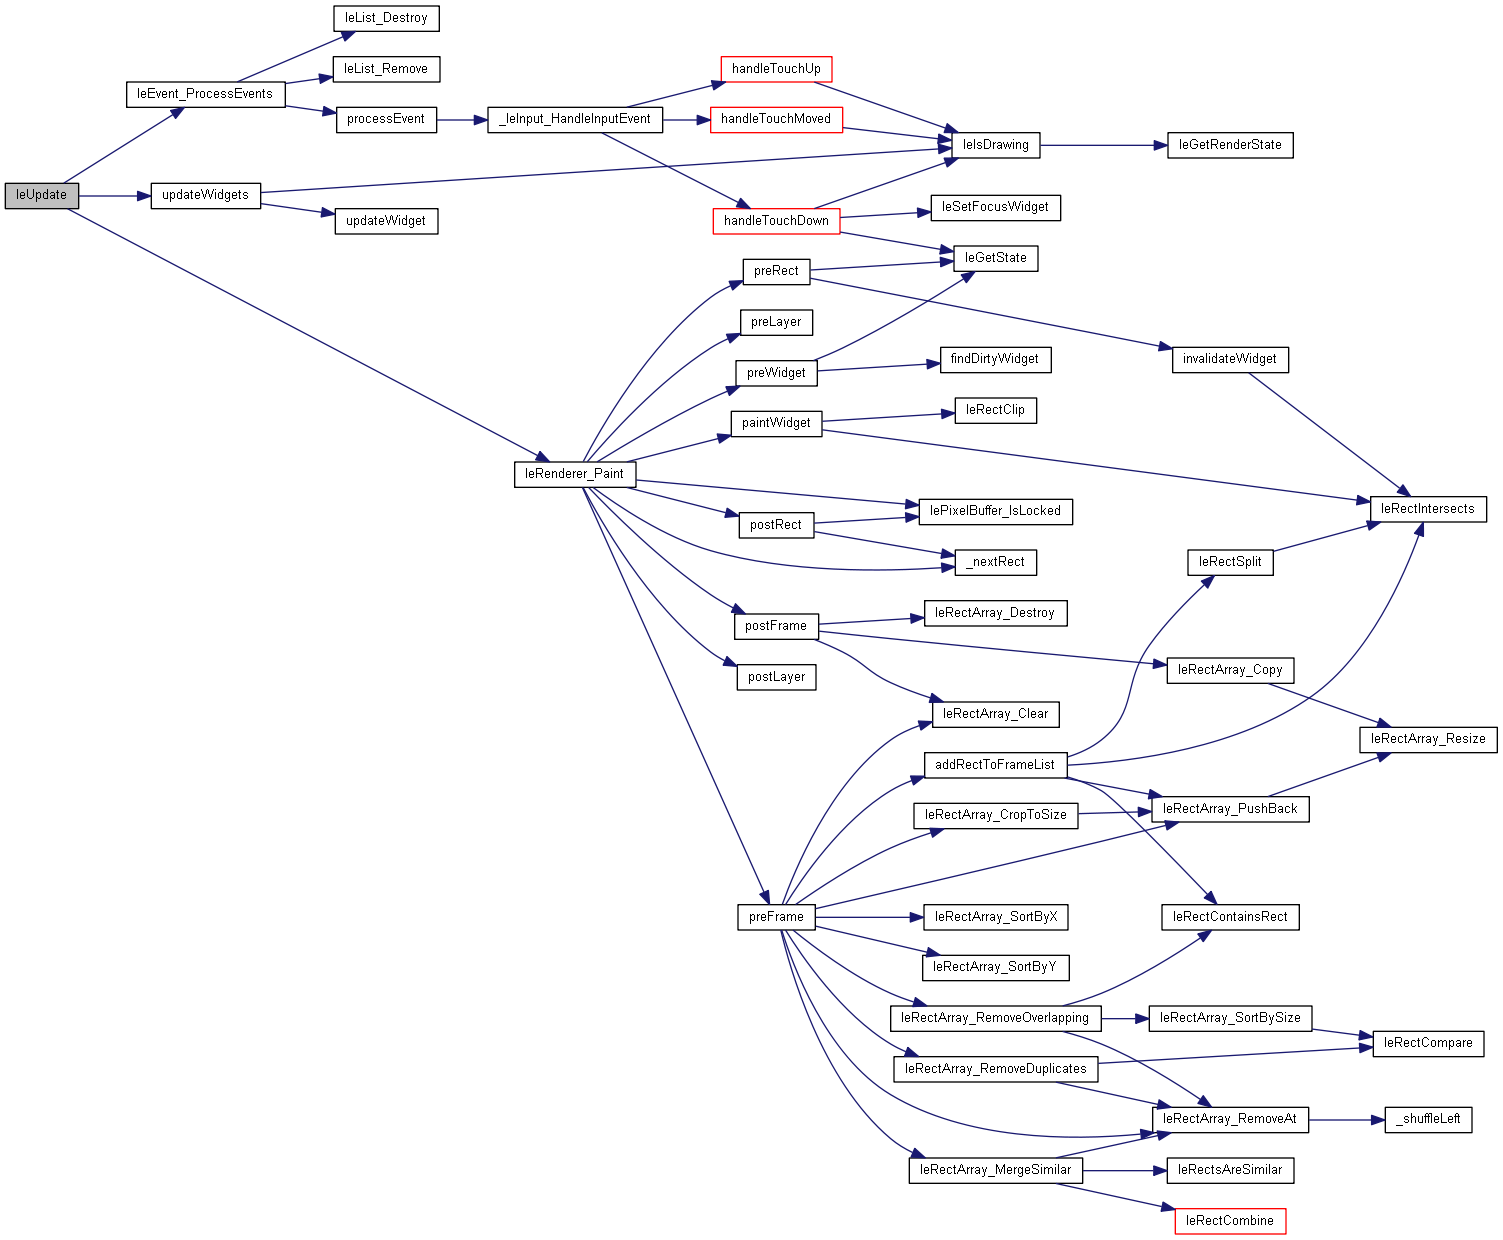 leList_Destroy
leList_Remove
handleTouchUp
leEvent_ProcessEvents
processEvent
_leInput_HandleInputEvent
handleTouchMoved
leIsDrawing
leGetRenderState
leUpdate
updateWidgets
updateWidget
handleTouchDown
leSetFocusWidget
leGetState
preRect
preLayer
invalidateWidget
preWidget
findDirtyWidget
paintWidget
leRectClip
leRenderer_Paint
lePixelBuffer_IsLocked
leRectIntersects
postRect
_nextRect
leRectSplit
postFrame
leRectArray_Destroy
postLayer
leRectArray_Copy
leRectArray_Clear
leRectArray_Resize
addRectToFrameList
leRectArray_CropToSize
leRectArray_PushBack
preFrame
leRectArray_SortByX
leRectContainsRect
leRectArray_SortByY
leRectArray_RemoveOverlapping
leRectArray_SortBySize
leRectCompare
leRectArray_RemoveDuplicates
leRectArray_RemoveAt
_shuffleLeft
leRectArray_MergeSimilar
leRectsAreSimilar
leRectCombine